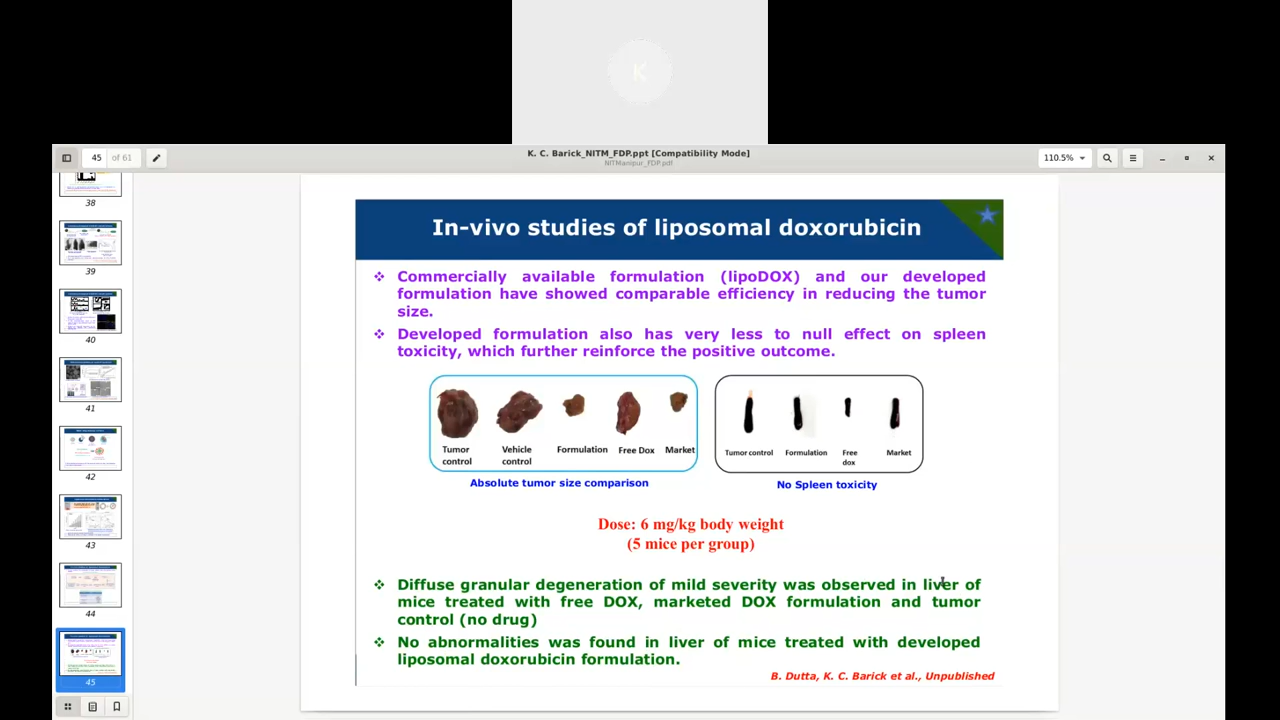 K
K. C. Barick_NITM_FDP.ppt [Compatibility Mode]
NITManipur_FDP.pdf
45 of 61
110.5%
38
39
40
41
42
43
44
45
In-vivo studies of liposomal doxorubicin
❖ Commercially available formulation (lipoDOX) and our developed
formulation have showed comparable efficiency in reducing the tumor
size.
❖ Developed formulation also has very less to null effect on spleen
toxicity, which further reinforce the positive outcome.
Tumor control
Vehicle control
Formulation
Free Dox
Market
Absolute tumor size comparison
Tumor control
Formulation
Free dox
Market
No Spleen toxicity
Dose: 6 mg/kg body weight
(5 mice per group)
❖ Diffuse granular degeneration of mild severity was observed in liver of
mice treated with free DOX, marketed DOX formulation and tumor
control (no drug)
❖ No abnormalities was found in liver of mice treated with developed
liposomal doxorubicin formulation.
B. Dutta, K. C. Barick et al., Unpublished